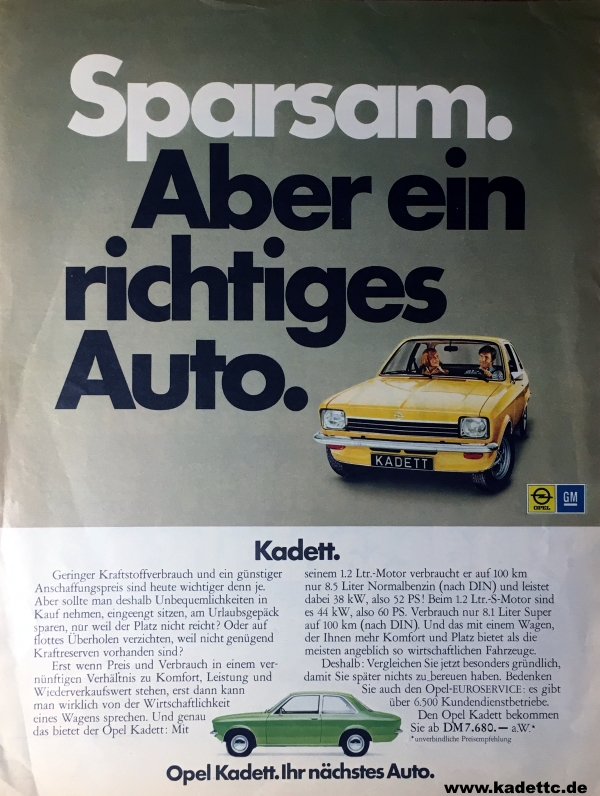 Sparsam.
Aber ein
richtiges
Auto.
KADETT
OPEL
GM
Kadett.
Geringer Kraftstoffverbrauch und ein günstiger
Anschaffungspreis sind heute wichtiger denn je.
Aber sollte man deshalb Unbequemlichkeiten in
Kauf nehmen, eingeengt sitzen, am Urlaubsgepäck
sparen, nur weil der Platz nicht reicht? Oder auf
flottes Überholen verzichten, weil nicht genügend
Kraftreserven vorhanden sind?
Erst wenn Preis und Verbrauch in einem ver-
nünftigen Verhältnis zu Komfort, Leistung und
Wiederverkaufswert stehen, erst dann kann
man wirklich von der Wirtschaftlichkeit
eines Wagens sprechen. Und genau
das bietet der Opel Kadett: Mit
seinem 1.2 Ltr.-Motor verbraucht er auf 100 km
nur 8.5 Liter Normalbenzin (nach DIN) und leistet
dabei 38 kW, also 52 PS! Beim 1.2 Ltr.-S-Motor sind
es 44 kW, also 60 PS. Verbrauch nur 8.1 Liter Super
auf 100 km (nach DIN). Und das mit einem Wagen,
der Ihnen mehr Komfort und Platz bietet als die
meisten angeblich so wirtschaftlichen Fahrzeuge.
Deshalb: Vergleichen Sie jetzt besonders gründlich,
damit Sie später nichts zu bereuen haben. Bedenken
Sie auch den Opel-EUROSERVICE: es gibt
über 6.500 Kundendienstbetriebe.
Den Opel Kadett bekommen
Sie ab DM 7.680.— a.W.*
*unverbindliche Preisempfehlung
Opel Kadett. Ihr nächstes Auto.
www.kadettc.de